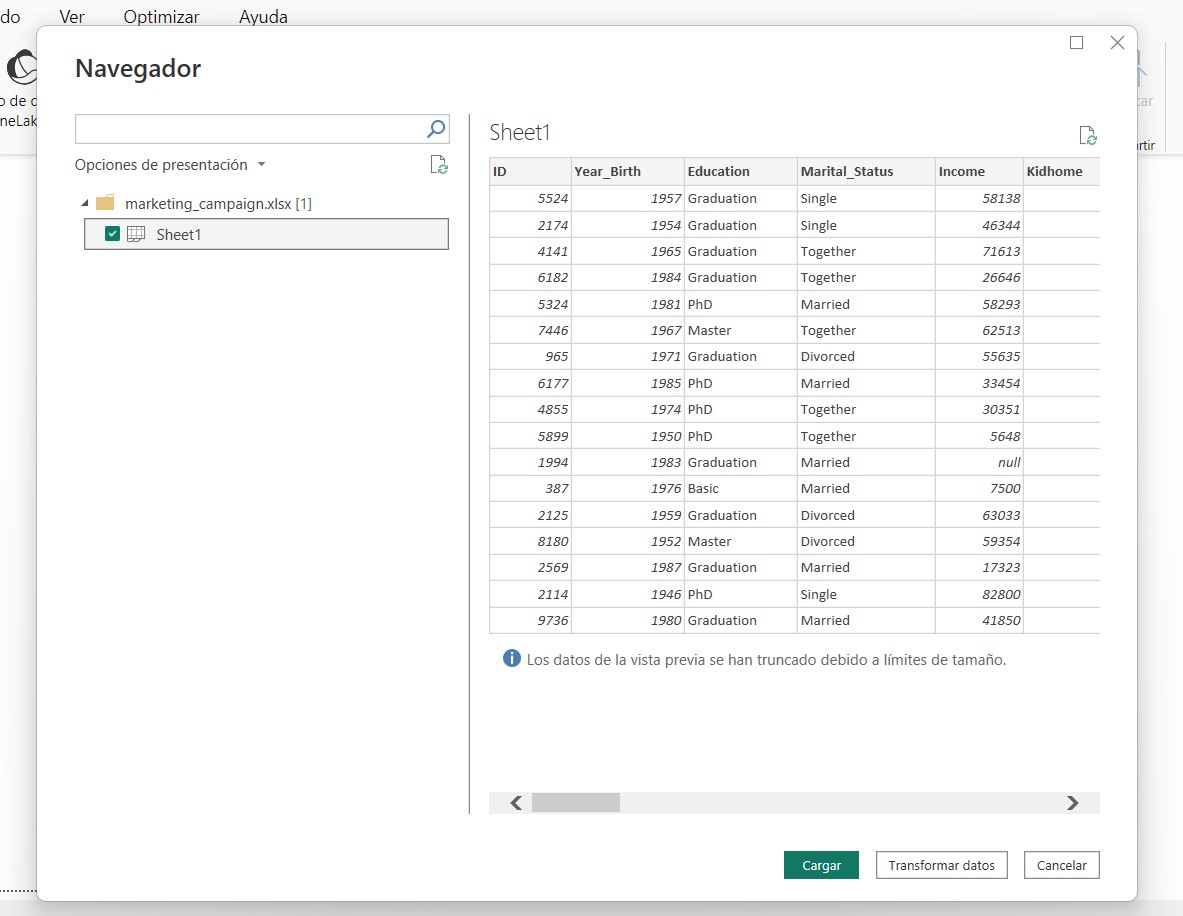 do Ver Optimizar Ayuda
Navegador
Opciones de presentación
marketing_campaign.xlsx [1]
Sheet1
Sheet1
ID Year_Birth Education Marital_Status Income Kidhome
5524 1957 Graduation Single 58138
2174 1954 Graduation Single 46344
4141 1965 Graduation Together 71613
6182 1984 Graduation Together 26646
5324 1981 PhD Married 58293
7446 1967 Master Together 62513
965 1971 Graduation Divorced 55635
6177 1985 PhD Married 33454
4855 1974 PhD Together 30351
5899 1950 PhD Together 5648
1994 1983 Graduation Married null
387 1976 Basic Married 7500
2125 1959 Graduation Divorced 63033
8180 1952 Master Divorced 59354
2569 1987 Graduation Married 17323
2114 1946 PhD Single 82800
9736 1980 Graduation Married 41850
Los datos de la vista previa se han truncado debido a límites de tamaño.
Cargar Transformar datos Cancelar